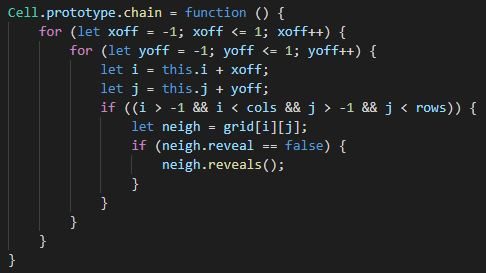 Cell.prototype.chain = function () {
    for (let xoff = -1; xoff <= 1; xoff++) {
        for (let yoff = -1; yoff <= 1; yoff++) {
            let i = this.i + xoff;
            let j = this.j + yoff;
            if ((i > -1 && i < cols && j > -1 && j < rows)) {
                let neigh = grid[i][j];
                if (neigh.reveal == false) {
                    neigh.reveals();
                }
            }
        }
    }
}